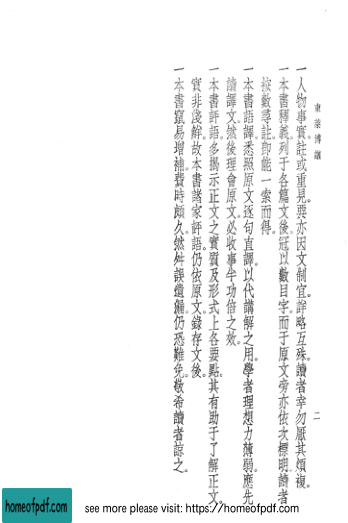 東萊博議
二
一人物事實註或重見要亦因文制宜詳略互殊讀者幸勿厭其煩複。
一本書釋義列于各篇文後冠以數目字而于原文旁亦依次標明讀者
按數尋註即能一索而得。
一本書語譯悉照原文逐句直譯以代講解之用學者理想力薄弱應先
讀譯文然後理會原文必收事半功倍之效。
一本書評語多揭示正文之實質及形式上各要點其有助于了解正文
實非淺鮮故本書諸家評語仍依原文錄存文後。
一本書竄易增補費時頗久然舛誤遺漏仍恐難免敬希讀者諒之。
homeofpdf.com
see more please visit: https://homeofpdf.com